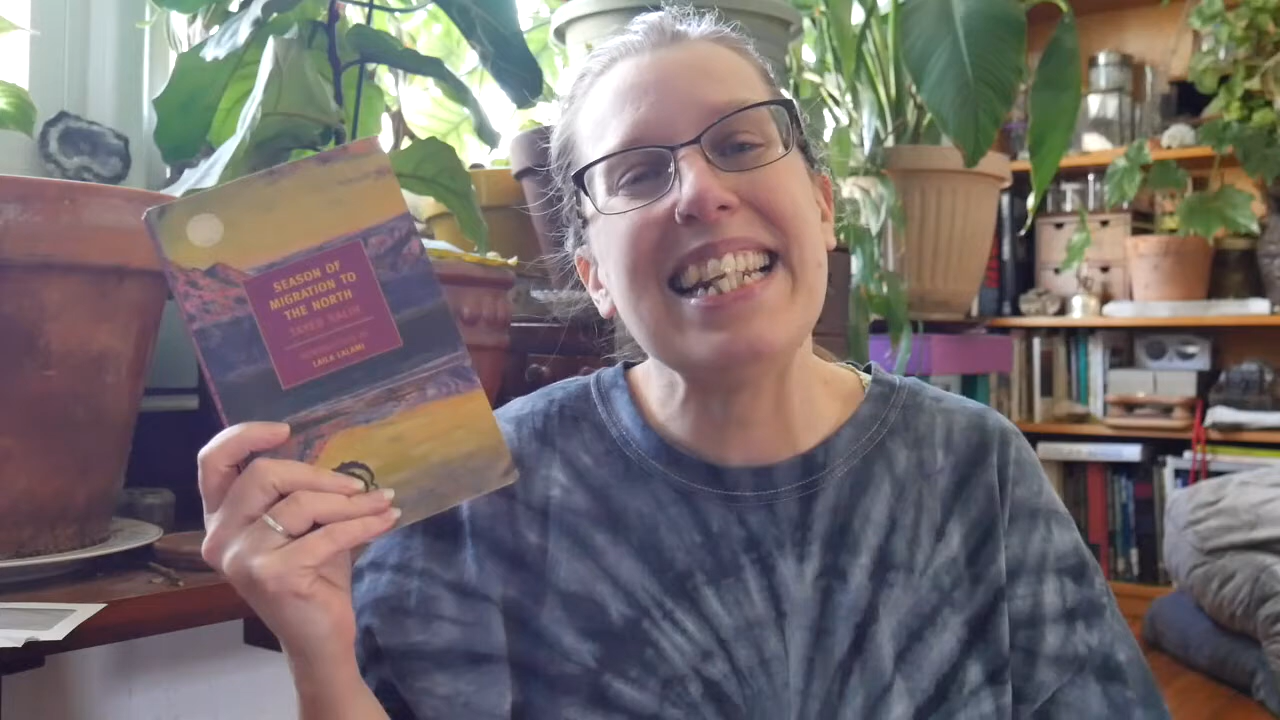 SEASON OF
MIGRATION TO
THE NORTH
TAYEB SALIH
LAILA LALAMI